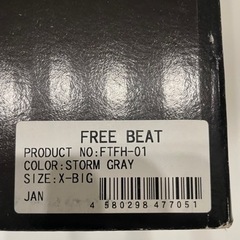 FREE BEAT
PRODUCT NO:FTFH-01
COLOR:STORM GRAY
SIZE:X-BIG
JAN
4 580298 477051